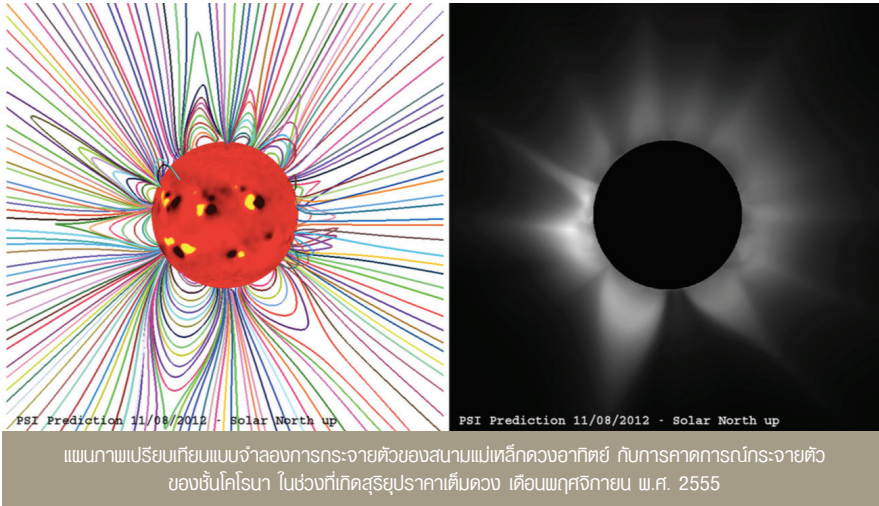 PSI Prediction 11/08/2012 - Solar North up
PSI Prediction 11/08/2012 - Solar North up
แผนภาพเปรียบเทียบแบบจำลองการกระจายตัวของสนามแม่เหล็กดวงอาทิตย์ กับการคาดการณ์กระจายตัว
ของชั้นโคโรนา ในช่วงที่เกิดสุริยุปราคาเต็มดวง เดือนพฤศจิกายน พ.ศ. 2555